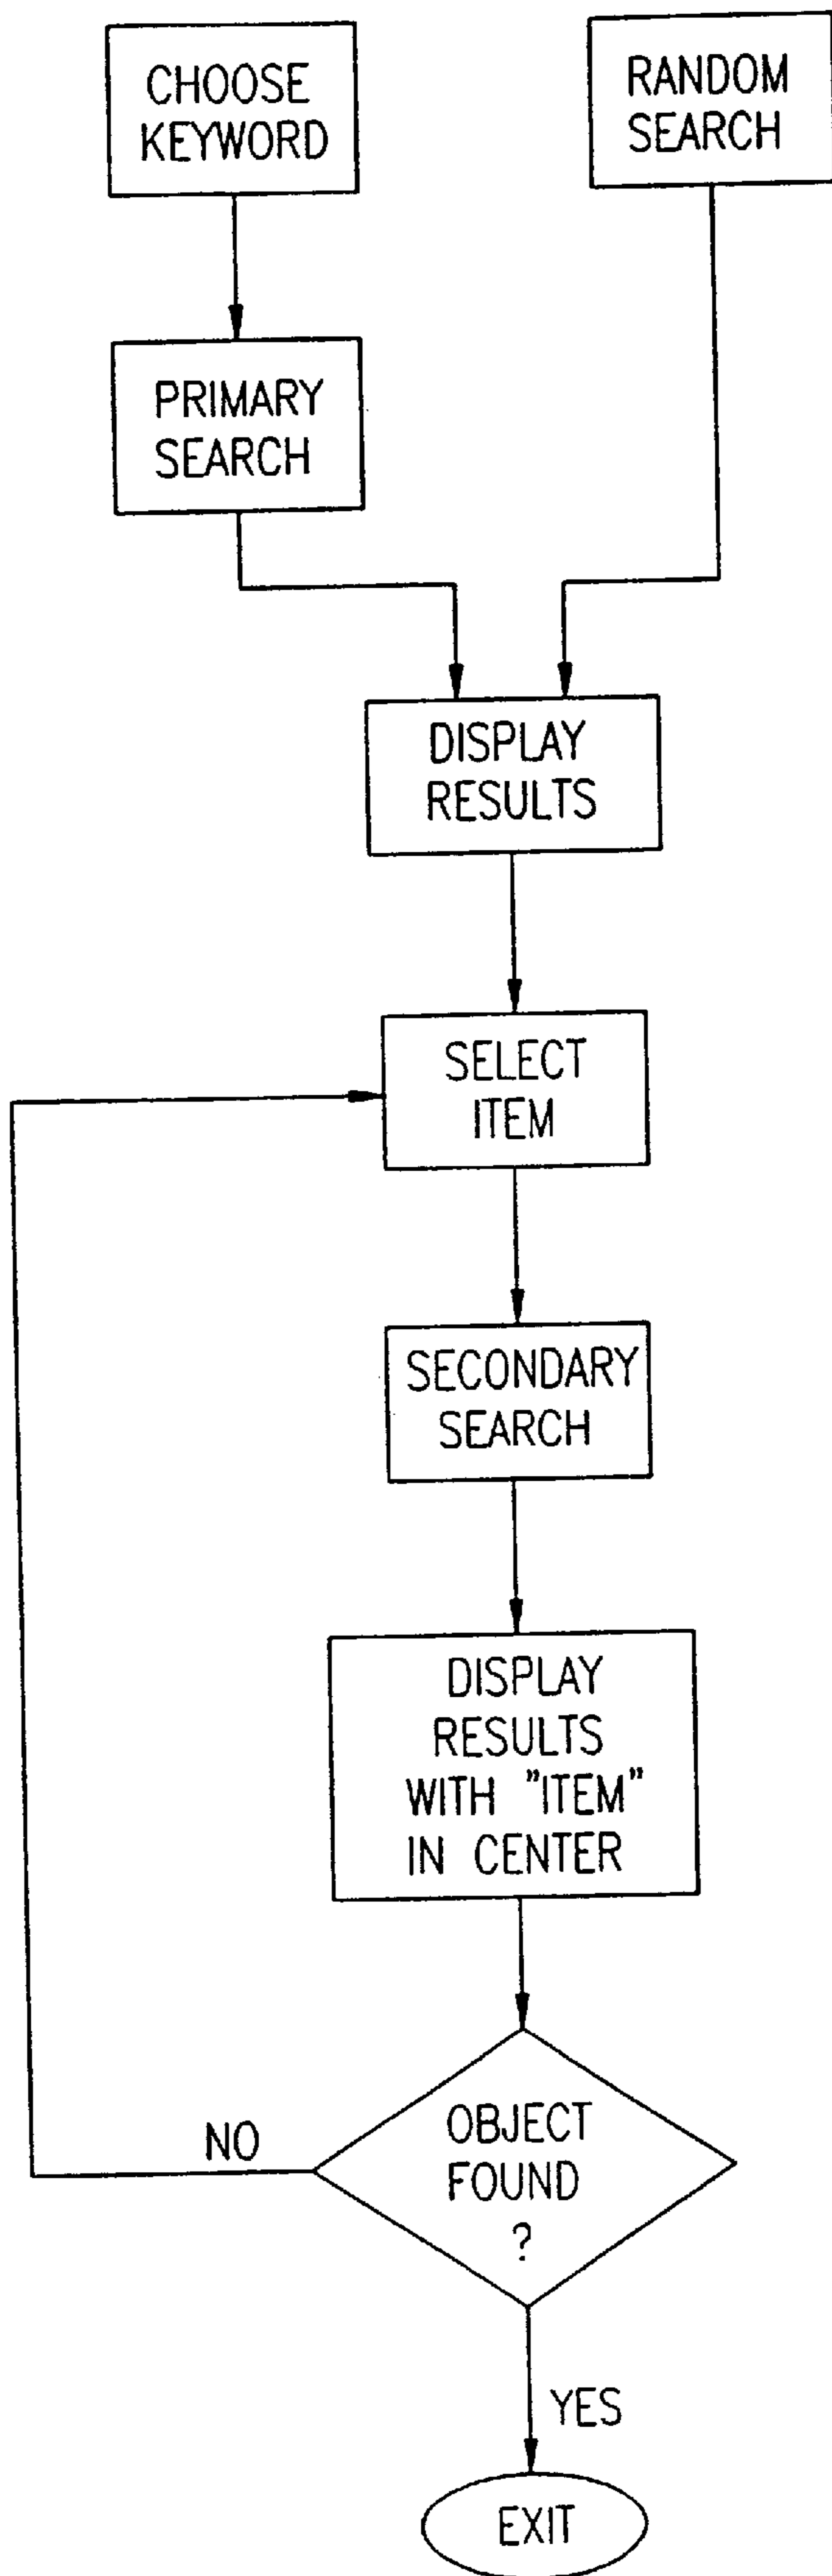 CHOOSE
KEYWORD
RANDOM
SEARCH
PRIMARY
SEARCH
DISPLAY
RESULTS
SELECT
ITEM
SECONDARY
SEARCH
DISPLAY
RESULTS
WITH "ITEM"
IN CENTER
OBJECT
FOUND
?
NO
YES
EXIT